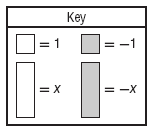 Key
= 1 = −1
= x = −x